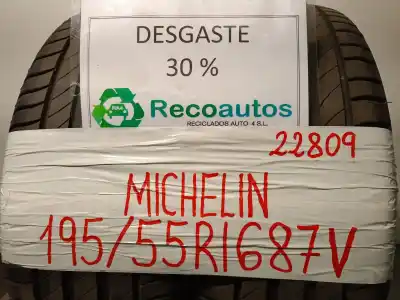 DESGASTE
30 %
Recoautos
RECICLADOS AUTO-4 S.L.
22809
MICHELIN
195/55R1687V